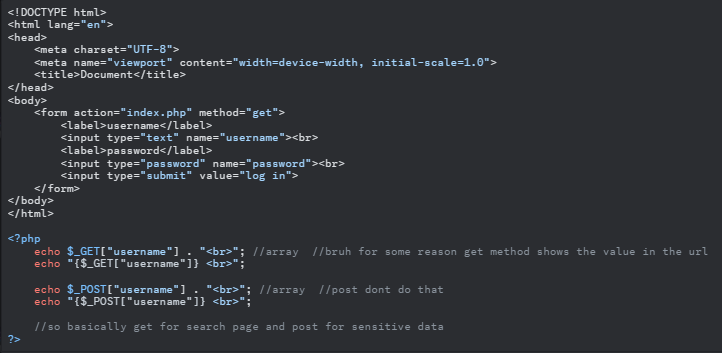 <!DOCTYPE html>
<html lang="en">
<head>
    <meta charset="UTF-8">
    <meta name="viewport" content="width=device-width, initial-scale=1.0">
    <title>Document</title>
</head>
<body>
    <form action="index.php" method="get">
        <label>username</label>
        <input type="text" name="username"><br>
        <label>password</label>
        <input type="password" name="password"><br>
        <input type="submit" value="log in">
    </form>
</body>
</html>

<?php
    echo $_GET["username"] . "<br>"; //array  //bruh for some reason get method shows the value in the url
    echo "{$_GET["username"]} <br>";

    echo $_POST["username"] . "<br>"; //array  //post dont do that
    echo "{$_POST["username"]} <br>";

    //so basically get for search page and post for sensitive data
?>